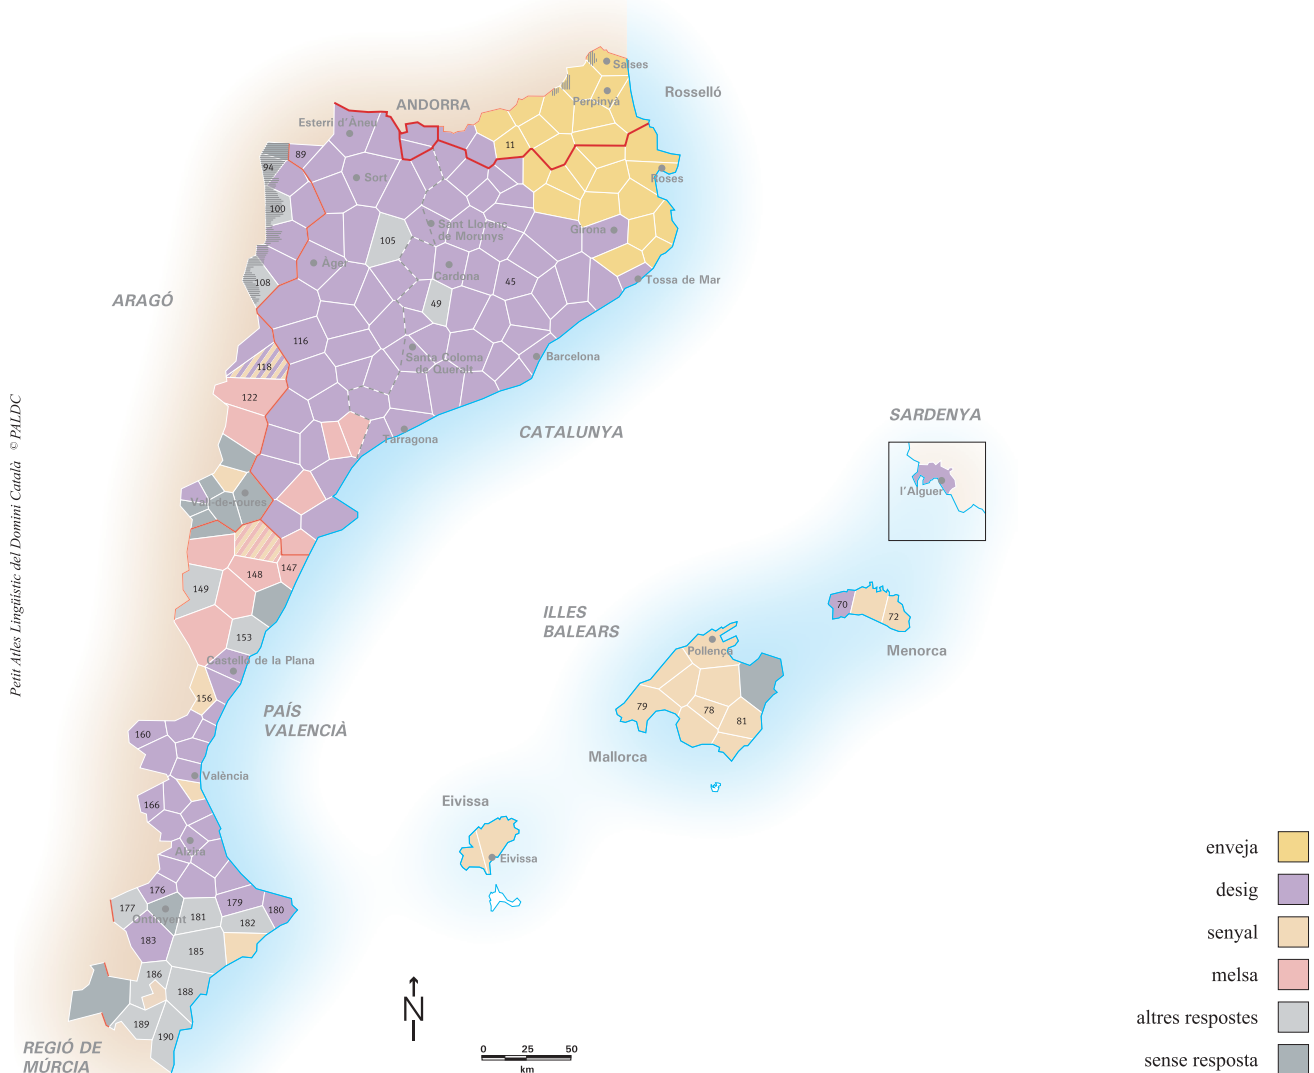 Salses
Rosselló
Perpinyà
ANDORRA
Esterri d'Àneu
11
89
94
Sort
Roses
100
Sant Llorenç
de Morunys
Girona
105
Àger
Cardona
45
Tossa de Mar
108
ARAGÓ
49
116
Santa Coloma
de Queralt
Barcelona
118
122
CATALUNYA
Tarragona
SARDENYA
l'Alguer
Vall-de-roures
Petit Atles Lingüístic del Domini Català © PALDC
147
148
149
153
ILLES
BALEARS
70
72
Menorca
Pollença
Castelló de la Plana
156
79
78
81
PAÍS
VALENCIÀ
160
Mallorca
València
166
Eivissa
Eivissa
Alzira
176
177
179
180
Ontinyent
181
182
183
185
186
188
189
190
REGIÓ DE
MÚRCIA
N
0 25 50
km
enveja
desig
senyal
melsa
altres respostes
sense resposta